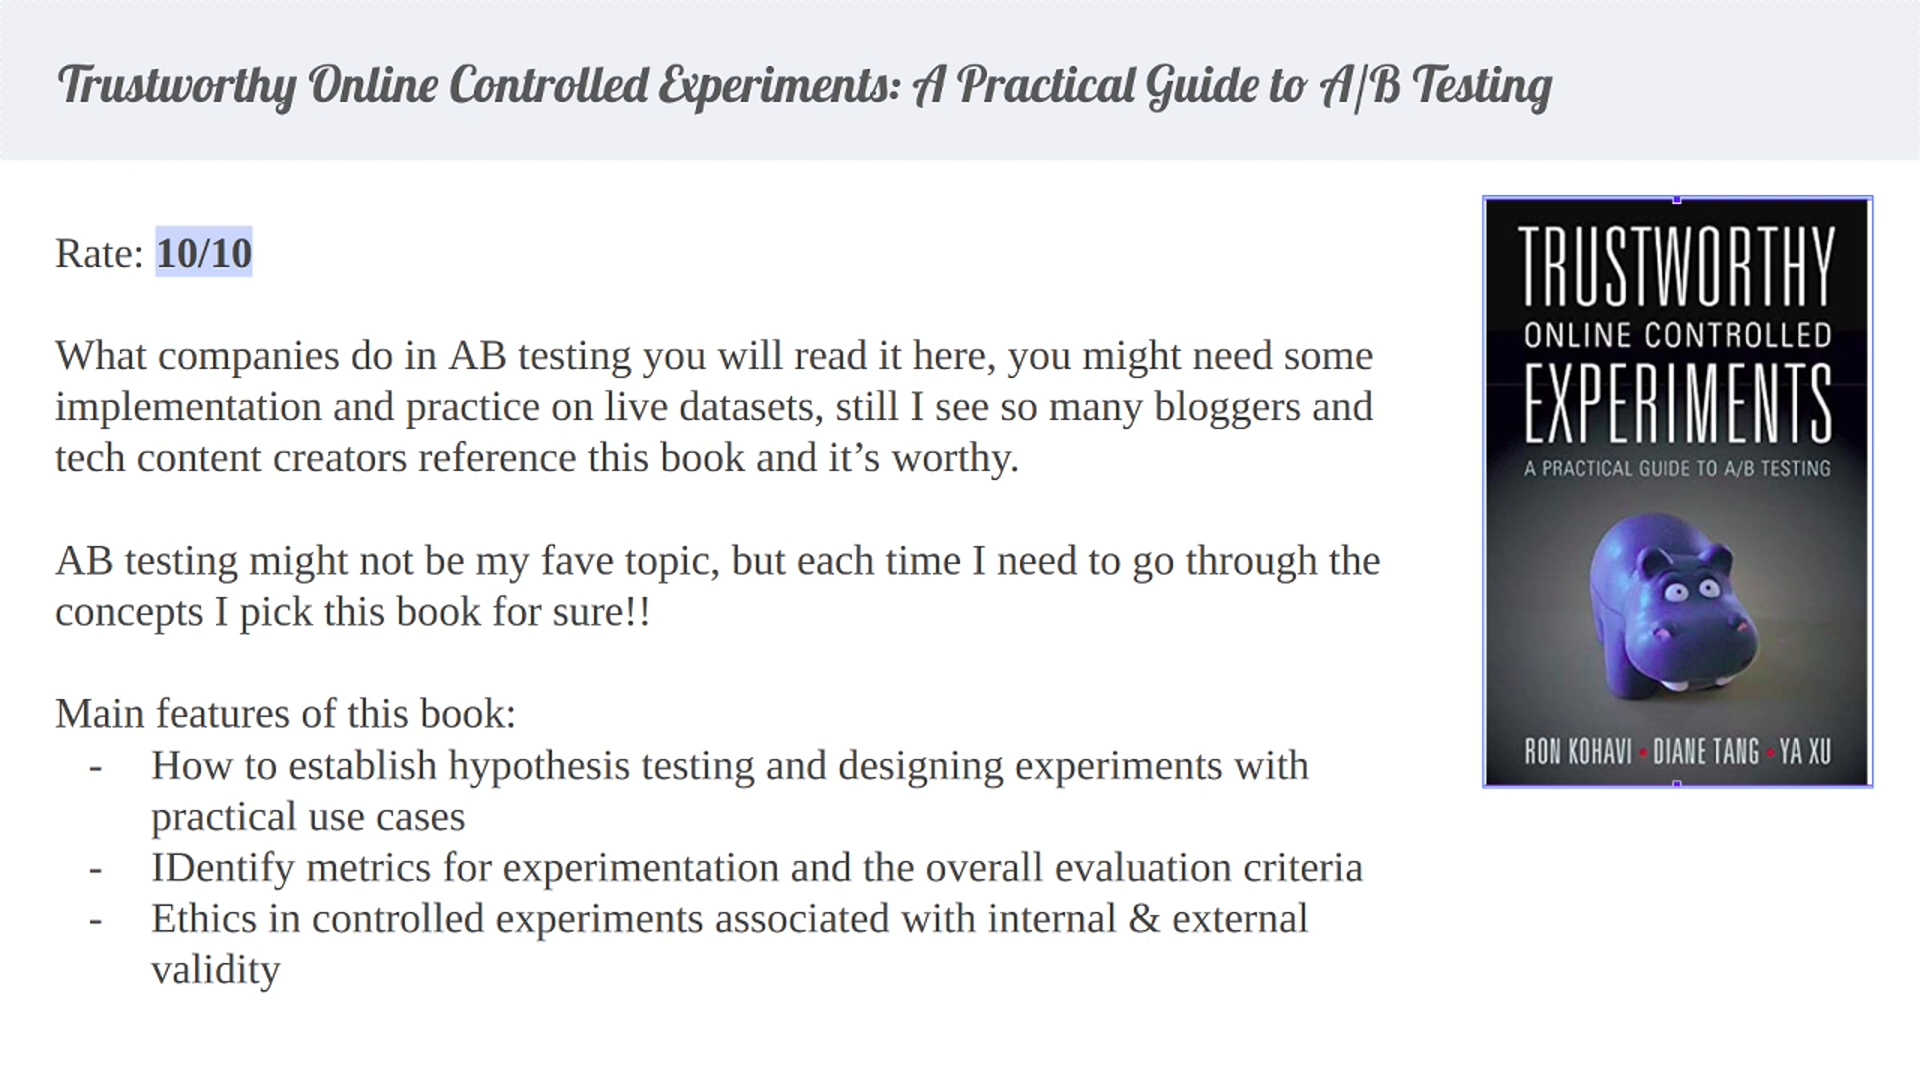 Trustworthy Online Controlled Experiments: A Practical Guide to A/B Testing
Rate: 10/10
What companies do in AB testing you will read it here, you might need some
implementation and practice on live datasets, still I see so many bloggers and
tech content creators reference this book and it’s worthy.
AB testing might not be my fave topic, but each time I need to go through the
concepts I pick this book for sure!!
Main features of this book:
- How to establish hypothesis testing and designing experiments with
practical use cases
- IDentify metrics for experimentation and the overall evaluation criteria
- Ethics in controlled experiments associated with internal & external
validity
TRUSTWORTHY
ONLINE CONTROLLED
EXPERIMENTS
A PRACTICAL GUIDE TO A/B TESTING
RON KOHAVI • DIANE TANG • YA XU